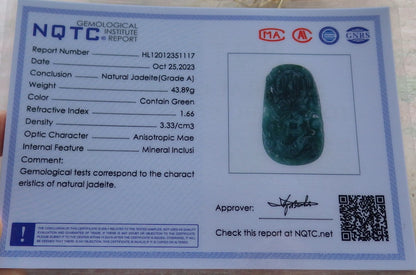 NQTC GEMOLOGICAL
INSTITUTE
REPORT
MA AL GNBS
Report Number HL12012351117
Date Oct 25,2023
Conclusion Natural Jadeite(Grade A)
Weight 43.89g
Color Contain Green
Refractive Index 1.66
Density 3.33/cm3
Optic Character Anisotropic Mae
Internal Feature Mineral Inclusi
Comment:
Gemological tests correspond to the charact
eristics of natural jadeite.
Approver:
Check this report at NQTC.net